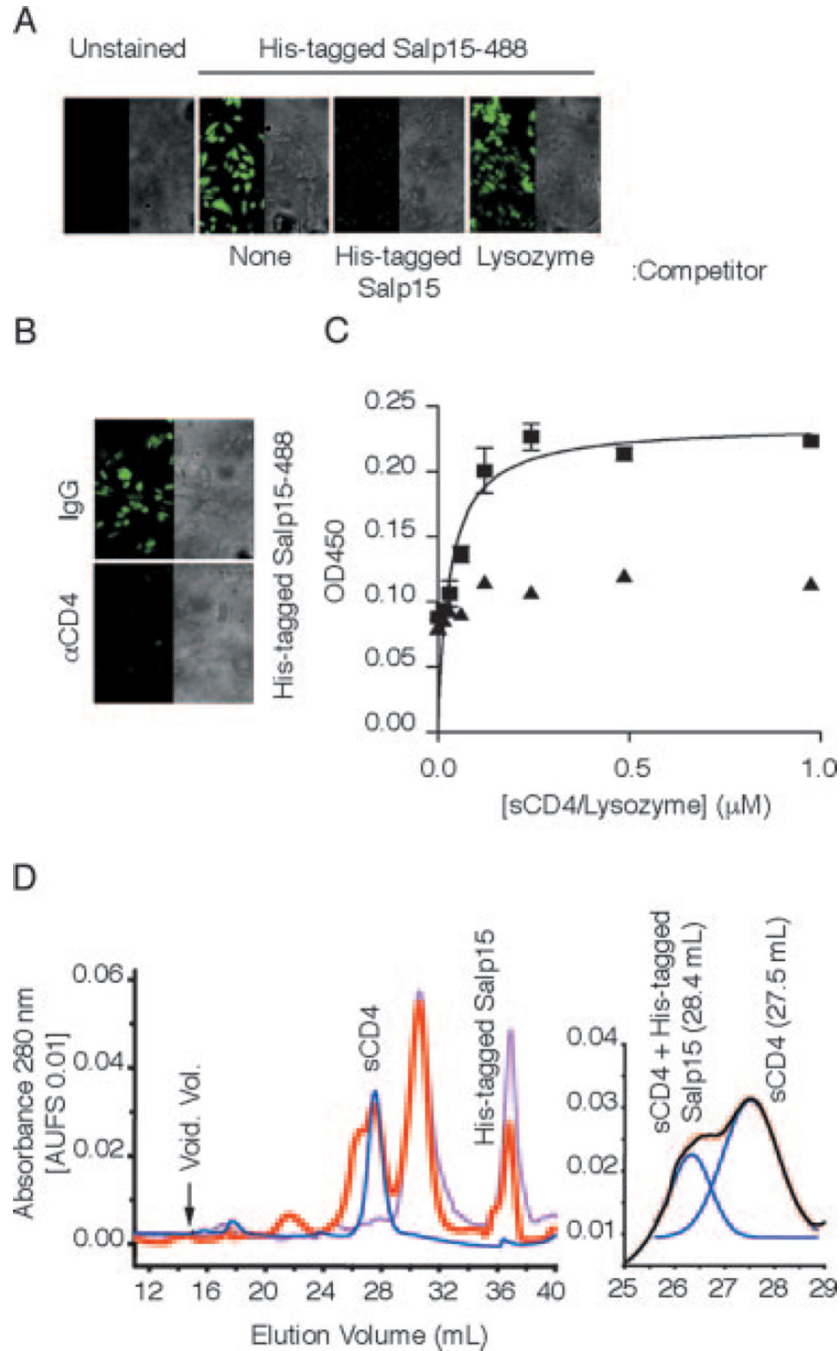 A
Unstained
His-tagged Salp15-488
None
His-tagged
Salp15
Lysozyme
:Competitor
B
IgG
αCD4
His-tagged Salp15-488
C
0.25
0.20
0.15
0.10
0.05
0.00
OD450
0.0
0.5
1.0
[sCD4/Lysozyme] (μM)
D
Absorbance 280 nm
[AUFS 0.01]
0.06
0.04
0.02
0.00
Void. Vol.
sCD4
His-tagged Salp15
12
16
20
24
28
32
36
40
Elution Volume (mL)
sCD4 + His-tagged
Salp15 (28.4 mL)
sCD4 (27.5 mL)
0.04
0.03
0.02
0.01
25
26
27
28
29